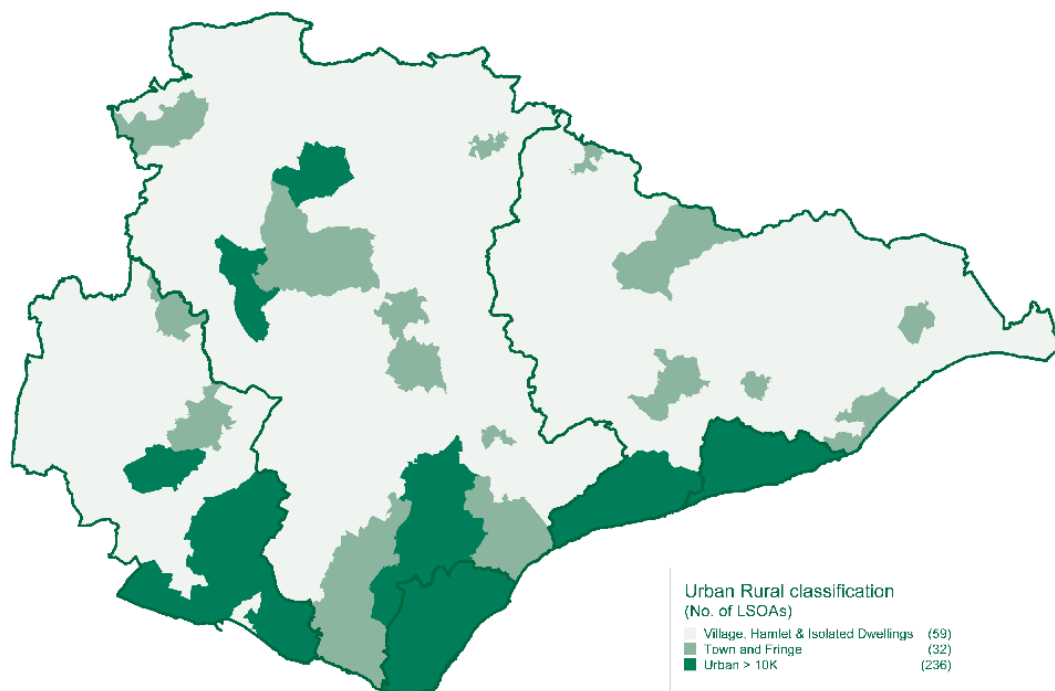 Urban Rural classification
(No. of LSOAs)
Village, Hamlet & Isolated Dwellings (59)
Town and Fringe (32)
Urban > 10K (236)